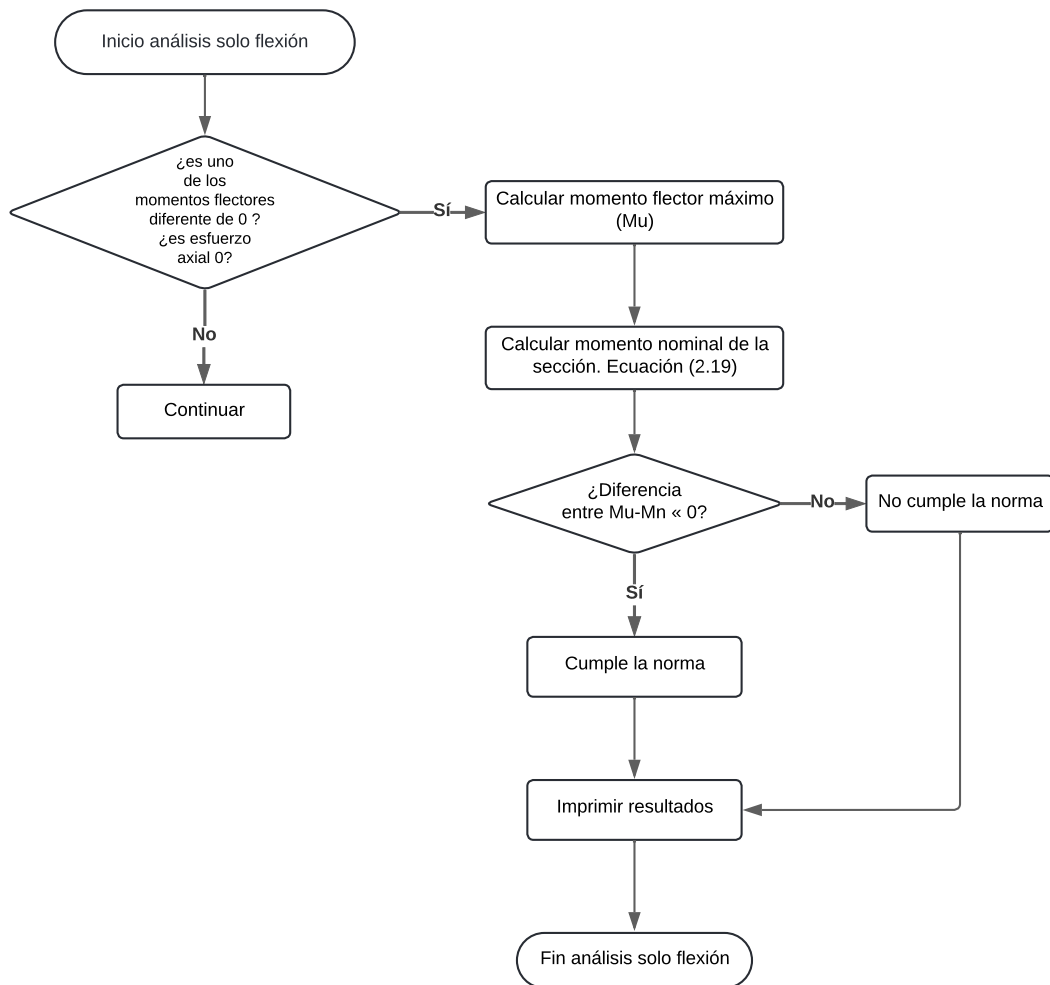 Inicio análisis solo flexión
¿es uno
de los
momentos flectores
diferente de 0 ?
¿es esfuerzo
axial 0?
Sí
Calcular momento flector máximo
(Mu)
No
Calcular momento nominal de la
sección. Ecuación (2.19)
Continuar
¿Diferencia
entre Mu-Mn « 0?
No
No cumple la norma
Sí
Cumple la norma
Imprimir resultados
Fin análisis solo flexión